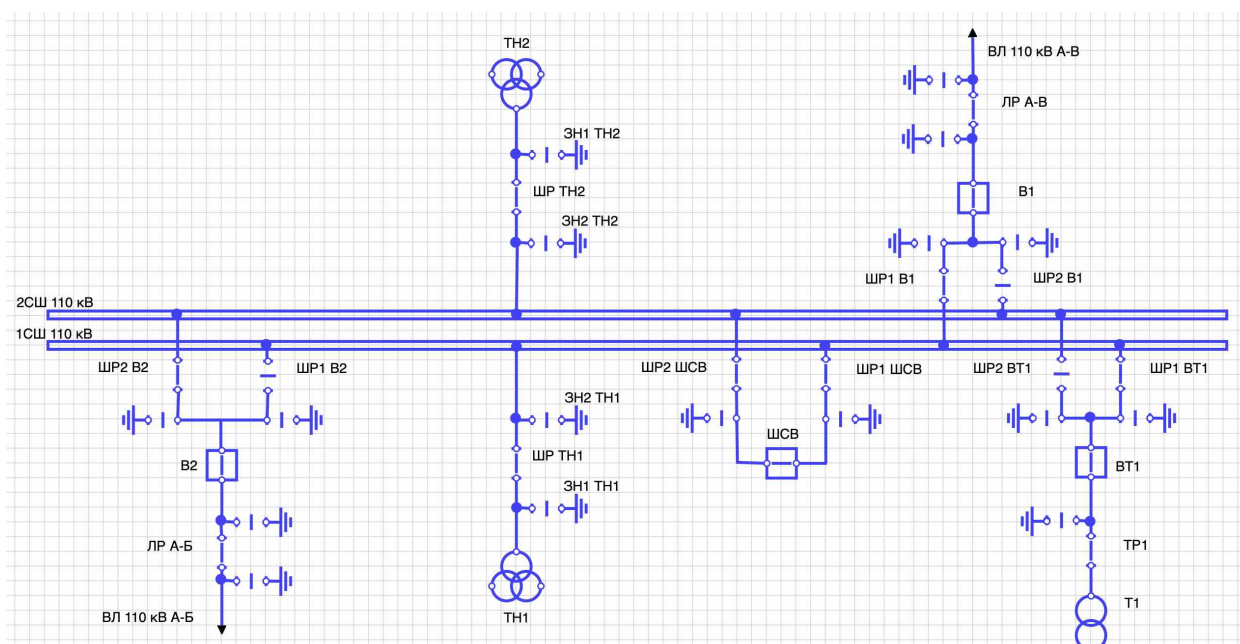 ТН2
ВЛ 110 кВ А-В
ЛР А-В
ЗН1 ТН2
ШР ТН2
В1
ЗН2 ТН2
ШР1 В1
ШР2 В1
2СШ 110 кВ
1СШ 110 кВ
ШР2 В2
ШР1 В2
ШР2 ШСВ
ШР1 ШСВ
ШР2 ВТ1
ШР1 ВТ1
ЗН2 ТН1
ШСВ
В2
ШР ТН1
ВТ1
ЗН1 ТН1
ЛР А-Б
ТР1
ВЛ 110 кВ А-Б
ТН1
Т1